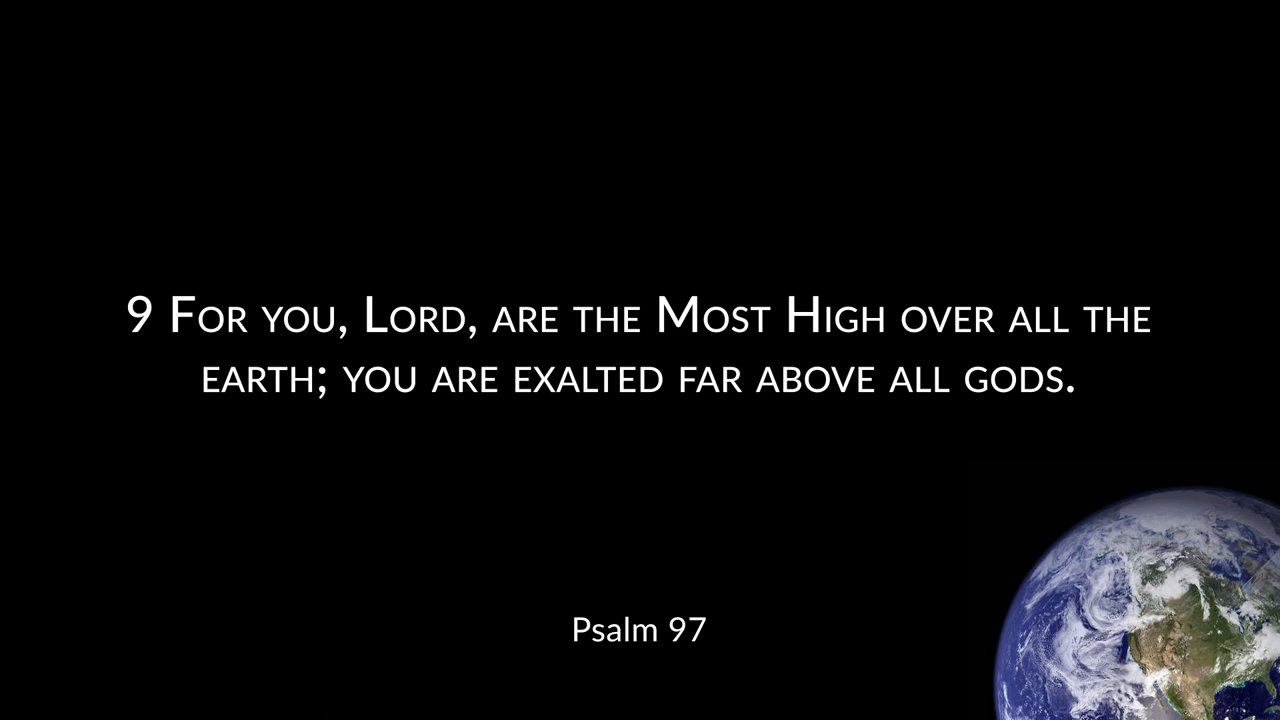 9 For you, Lord, are the Most High over all the
earth; you are exalted far above all gods.
Psalm 97